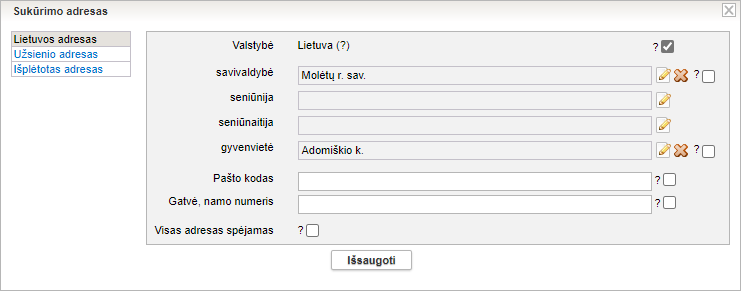 Sukūrimo adresas
Lietuvos adresas
Užsienio adresas
Išplėtotas adresas
Valstybė Lietuva (?) ?
savivaldybė Molėtų r. sav. ?
seniūnija
seniūnaitija
gyvenvietė Adomiškio k. ?
Pašto kodas ?
Gatvė, namo numeris ?
Visas adresas spėjamas ?
Išsaugoti